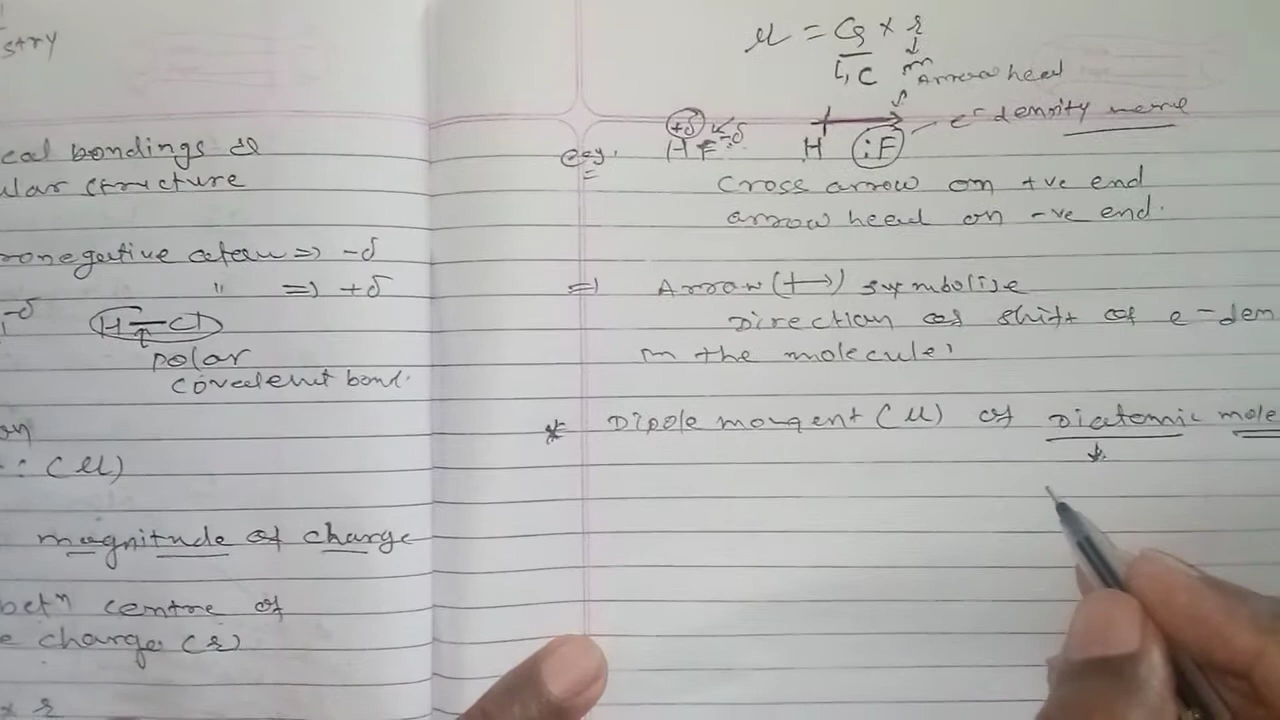 stry
cal bondings &
ular structure
ronegative atom => -δ
" => +δ
-δ
H-Cl
polar
covalent bond.
on
: (μ)
magnitude of charge
betⁿ centre of
e charge (r)
x r
μ = Q x r
↓ m
C
Arrow head
+δ -δ
H F
H :F e⁻ density
eg.
cross arrow on +ve end
arrow head on -ve end.
=> Arrow (+->) symbolise
Direction of shift of e-den
in the molecule.
* Dipole moment (μ) of Diatomic mole